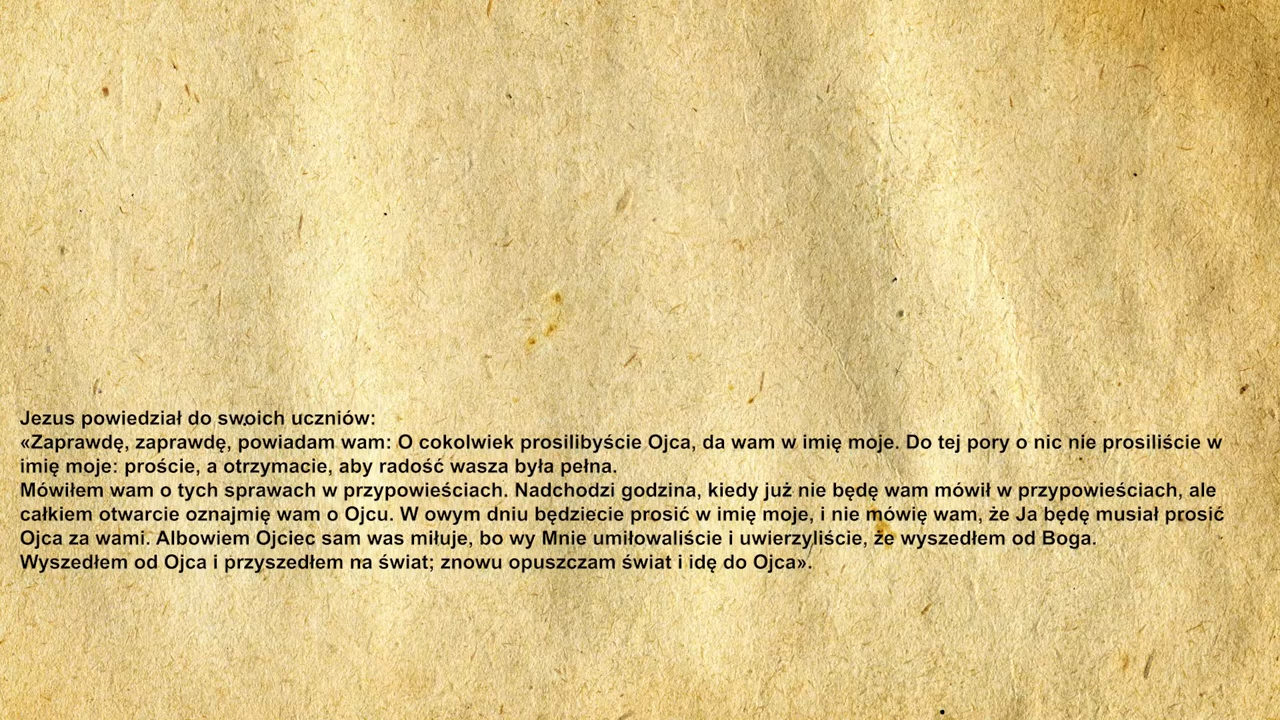 Jezus powiedział do swoich uczniów:
«Zaprawdę, zaprawdę, powiadam wam: O cokolwiek prosilibyście Ojca, da wam w imię moje. Do tej pory o nic nie prosiliście w
imię moje: proście, a otrzymacie, aby radość wasza była pełna.
Mówiłem wam o tych sprawach w przypowieściach. Nadchodzi godzina, kiedy już nie będę wam mówił w przypowieściach, ale
całkiem otwarcie oznajmię wam o Ojcu. W owym dniu będziecie prosić w imię moje, i nie mówię wam, że Ja będę musiał prosić
Ojca za wami. Albowiem Ojciec sam was miłuje, bo wy Mnie umiłowaliście i uwierzyliście, że wyszedłem od Boga.
Wyszedłem od Ojca i przyszedłem na świat; znowu opuszczam świat i idę do Ojca».